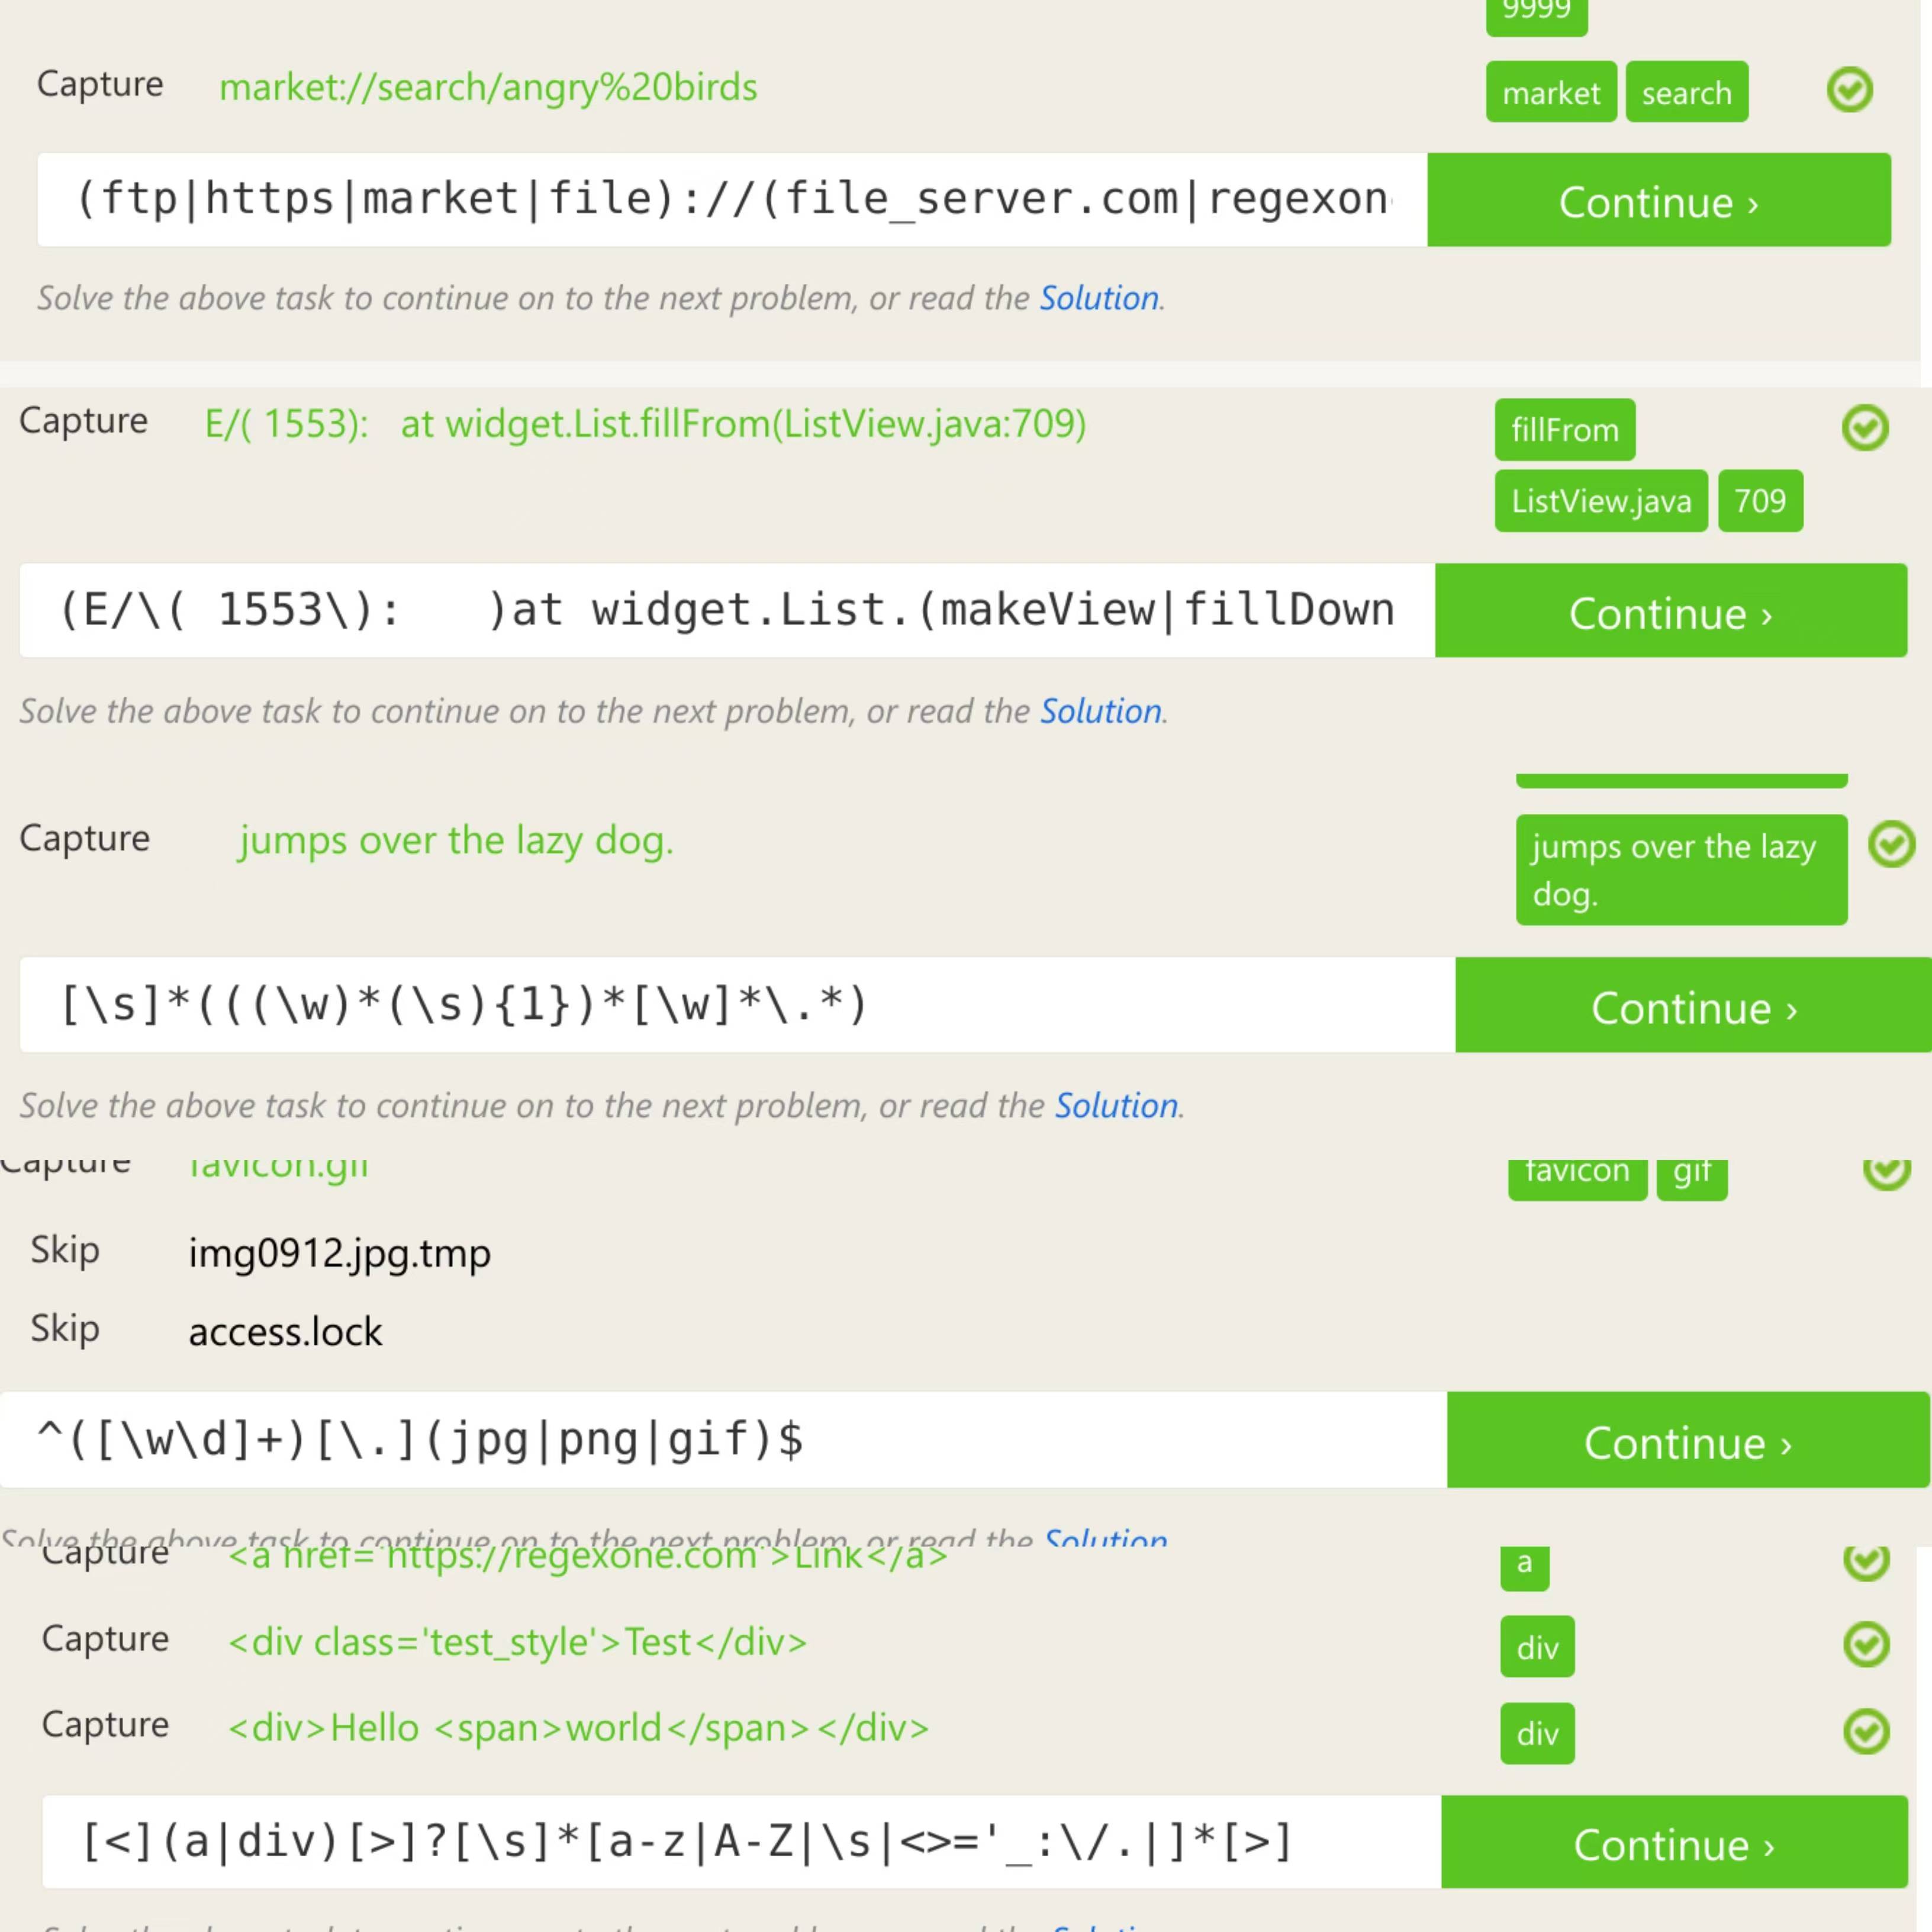 9999
Capture market://search/angry%20birds market search
(ftp|https|market|file)://(file_server.com|regexon
Continue ›
Solve the above task to continue on to the next problem, or read the Solution.
Capture E/( 1553):   at widget.List.fillFrom(ListView.java:709) fillFrom
ListView.java 709
(E/\( 1553\):   )at widget.List.(makeView|fillDown
Continue ›
Solve the above task to continue on to the next problem, or read the Solution.
Capture jumps over the lazy dog. jumps over the lazy
dog.
[\s]*(((\w)*(\s){1})*[\w]*\.*)
Continue ›
Solve the above task to continue on to the next problem, or read the Solution.
Capture favicon.gif favicon gif
Skip img0912.jpg.tmp
Skip access.lock
^([\w\d]+)[\.](jpg|png|gif)$
Continue ›
Solve the above task to continue on to the next problem, or read the Solution
Capture <a href='https://regexone.com'>Link</a> a
Capture <div class='test_style'>Test</div> div
Capture <div>Hello <span>world</span></div> div
[<](a|div)[>]?[\s]*[a-z|A-Z|\s|<>='_:\/.|]*[>]
Continue ›